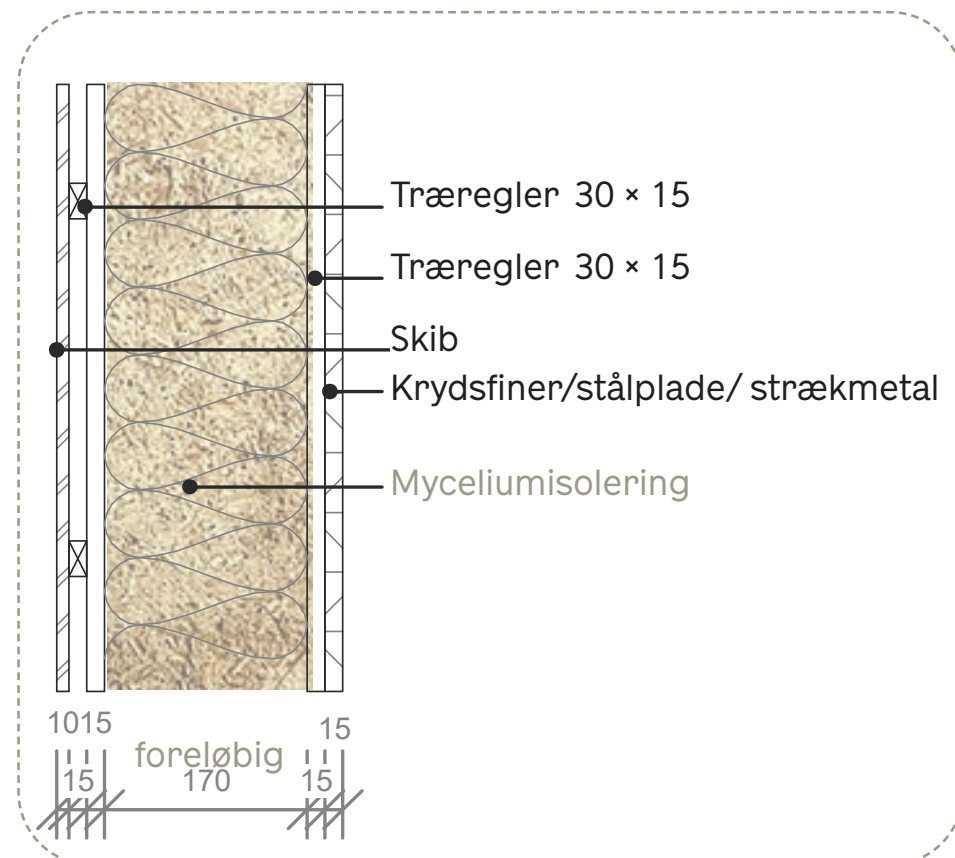 Træregler 30 × 15
Træregler 30 × 15
Skib
Krydsfiner/stålplade/ strækmetal
Myceliumisolering
1015
15
foreløbig
15
170
15